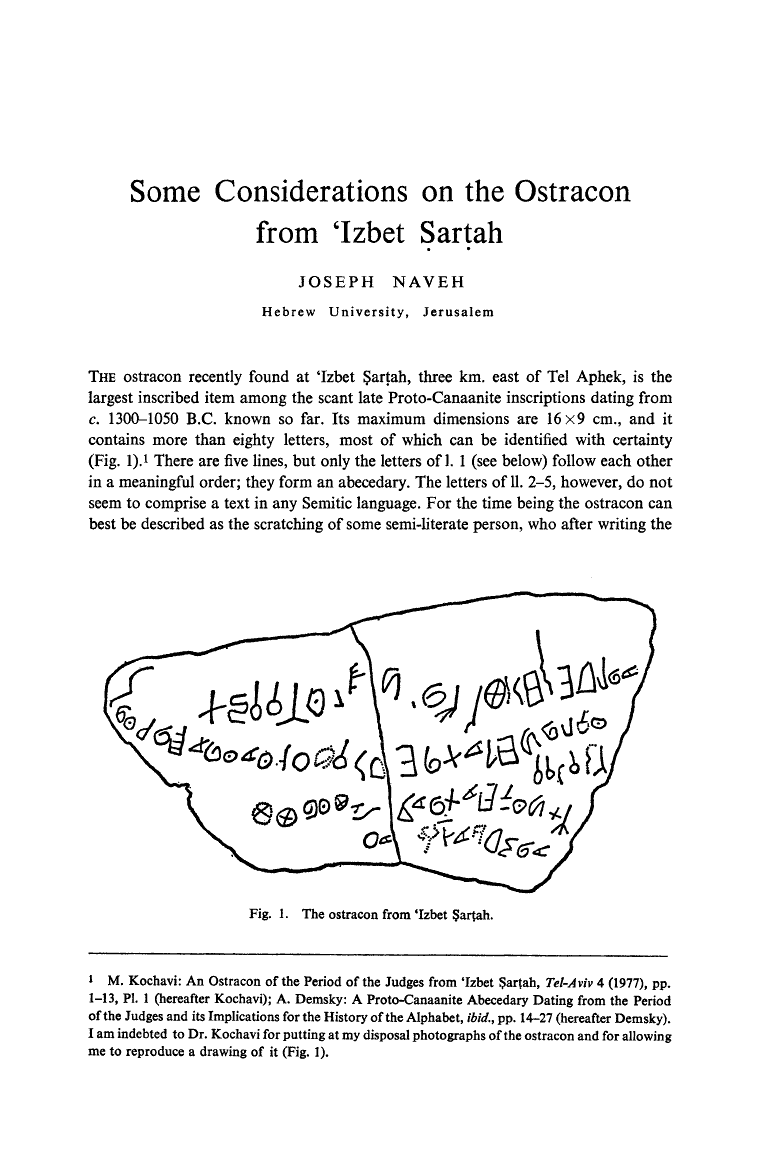 Some Considerations on the Ostracon
from ‘Izbet Ṣarṭah
JOSEPH NAVEH
Hebrew University, Jerusalem
THE ostracon recently found at ‘Izbet Ṣarṭah, three km. east of Tel Aphek, is the
largest inscribed item among the scant late Proto-Canaanite inscriptions dating from
c. 1300–1050 B.C. known so far. Its maximum dimensions are 16×9 cm., and it
contains more than eighty letters, most of which can be identified with certainty
(Fig. 1).¹ There are five lines, but only the letters of l. 1 (see below) follow each other
in a meaningful order; they form an abecedary. The letters of ll. 2–5, however, do not
seem to comprise a text in any Semitic language. For the time being the ostracon can
best be described as the scratching of some semi-literate person, who after writing the
Fig. 1. The ostracon from ‘Izbet Ṣarṭah.
¹ M. Kochavi: An Ostracon of the Period of the Judges from ‘Izbet Ṣarṭah, Tel-Aviv 4 (1977), pp.
1–13, Pl. 1 (hereafter Kochavi); A. Demsky: A Proto-Canaanite Abecedary Dating from the Period
of the Judges and its Implications for the History of the Alphabet, ibid., pp. 14–27 (hereafter Demsky).
I am indebted to Dr. Kochavi for putting at my disposal photographs of the ostracon and for allowing
me to reproduce a drawing of it (Fig. 1).